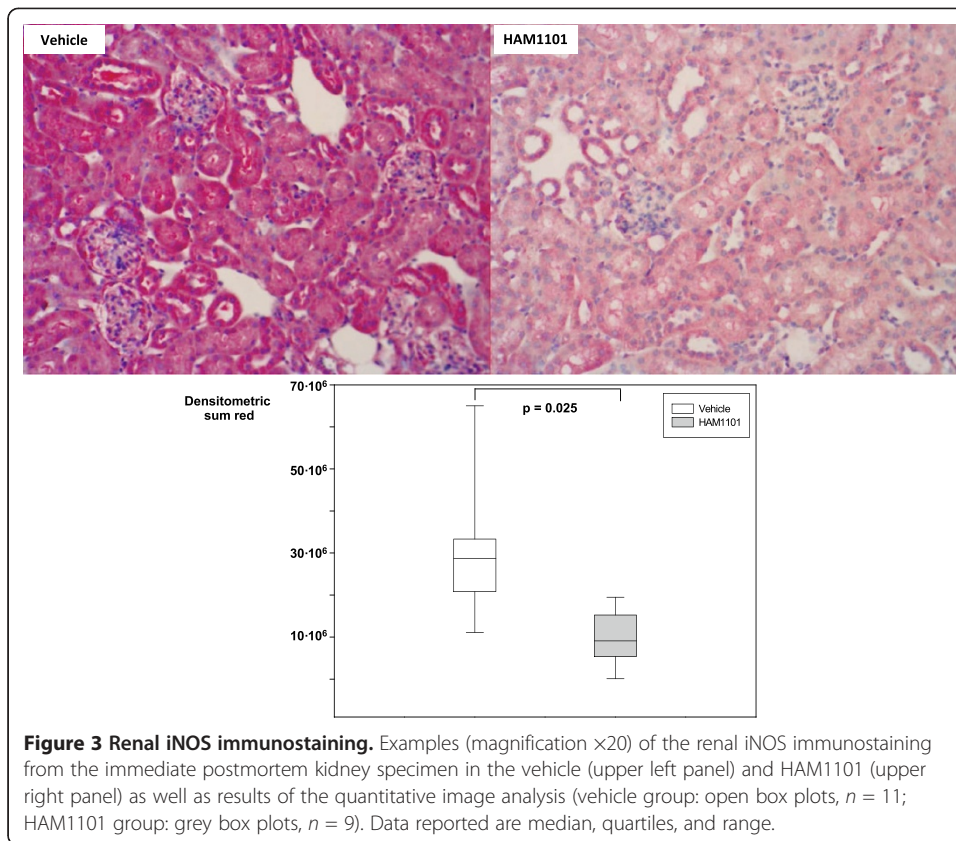 Vehicle
HAM1101
Densitometric
sum red
70·10⁶
50·10⁶
30·10⁶
10·10⁶
p = 0.025
Vehicle
HAM1101
Figure 3 Renal iNOS immunostaining. Examples (magnification ×20) of the renal iNOS immunostaining
from the immediate postmortem kidney specimen in the vehicle (upper left panel) and HAM1101 (upper
right panel) as well as results of the quantitative image analysis (vehicle group: open box plots, n = 11;
HAM1101 group: grey box plots, n = 9). Data reported are median, quartiles, and range.